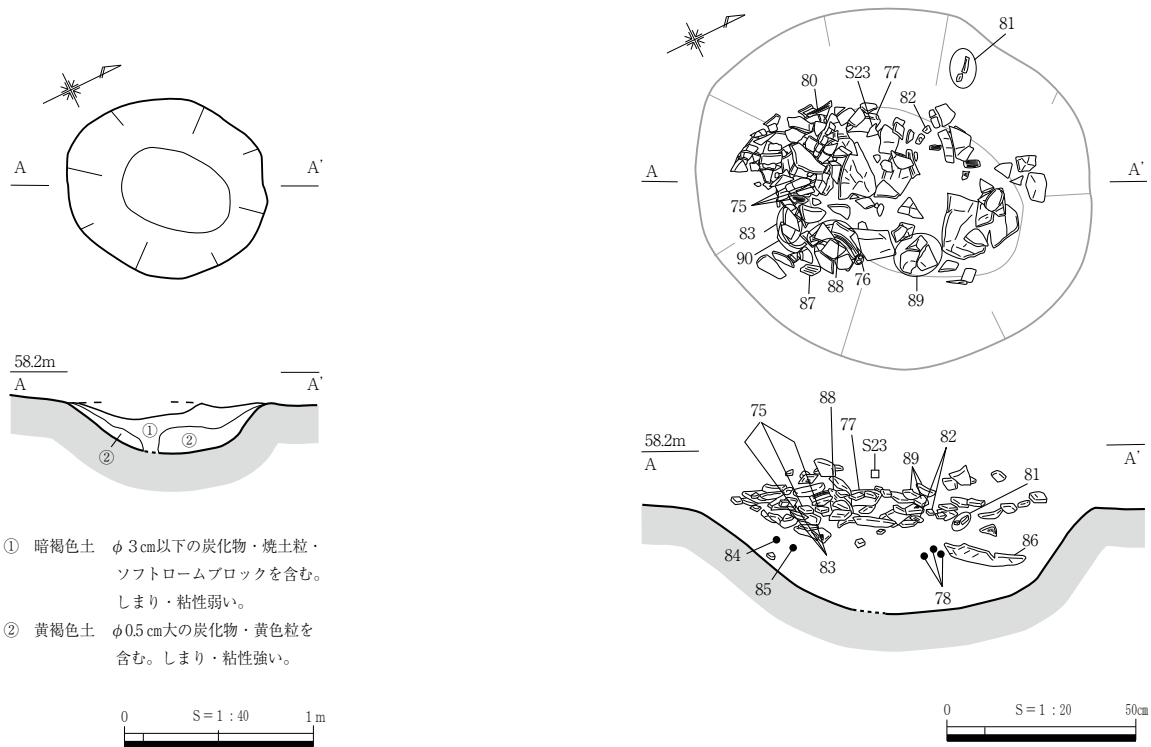 A A'
58.2m
A A'
①
②
②
① 暗褐色土 φ3㎝以下の炭化物・焼土粒・
ソフトロームブロックを含む。
しまり・粘性弱い。
② 黄褐色土 φ0.5㎝大の炭化物・黄色粒を
含む。しまり・粘性強い。
0 S=1：40 1m
81
80 S23 77
82
A A'
75
83
90
87 88 76 89
75 88
77
S23
89 82
81
58.2m
A A'
84
85
83
86
78
0 S=1：20 50㎝